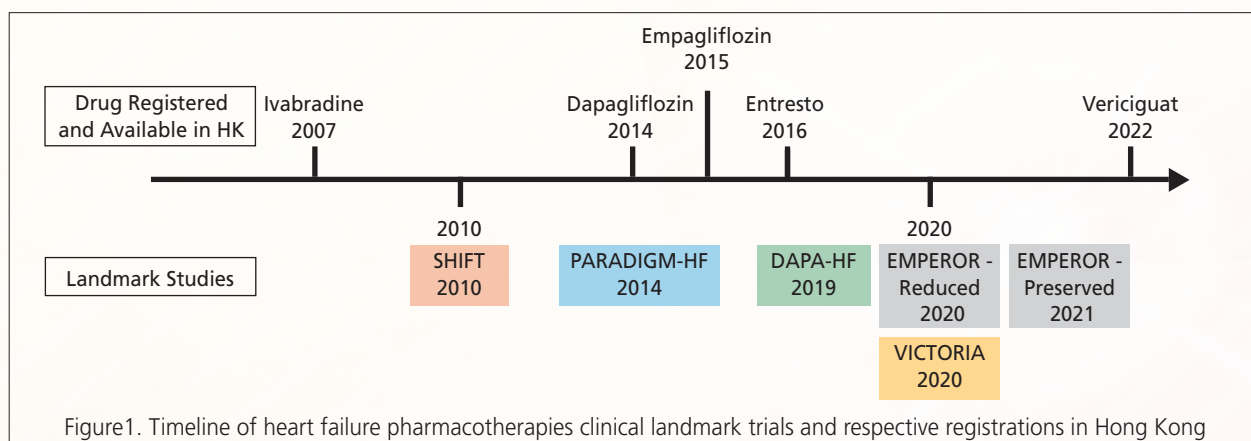 Empagliflozin
2015
Drug Registered
and Available in HK
Ivabradine
2007
Dapagliflozin
2014
Entresto
2016
Vericiguat
2022
2010
2020
Landmark Studies
SHIFT
2010
PARADIGM-HF
2014
DAPA-HF
2019
EMPEROR -
Reduced
2020
EMPEROR -
Preserved
2021
VICTORIA
2020
Figure1. Timeline of heart failure pharmacotherapies clinical landmark trials and respective registrations in Hong Kong